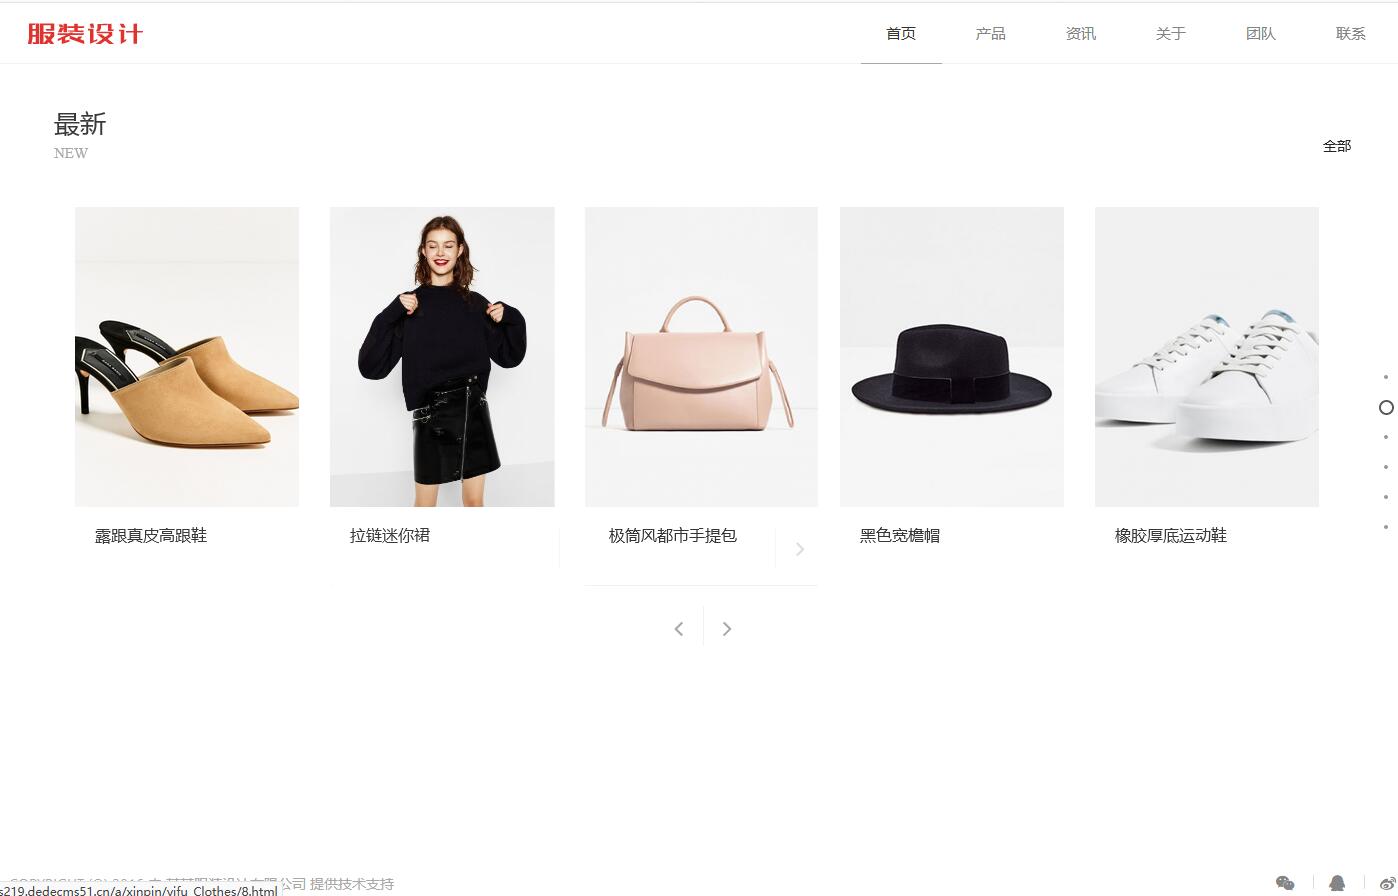 服装设计
首页
产品
资讯
关于
团队
联系
最新
NEW
全部
露跟真皮高跟鞋
拉链迷你裙
极简风都市手提包
黑色宽檐帽
橡胶厚底运动鞋
公司 提供技术支持
s219.dedecms51.cn/a/xinpin/yifu_Clothes/8.html